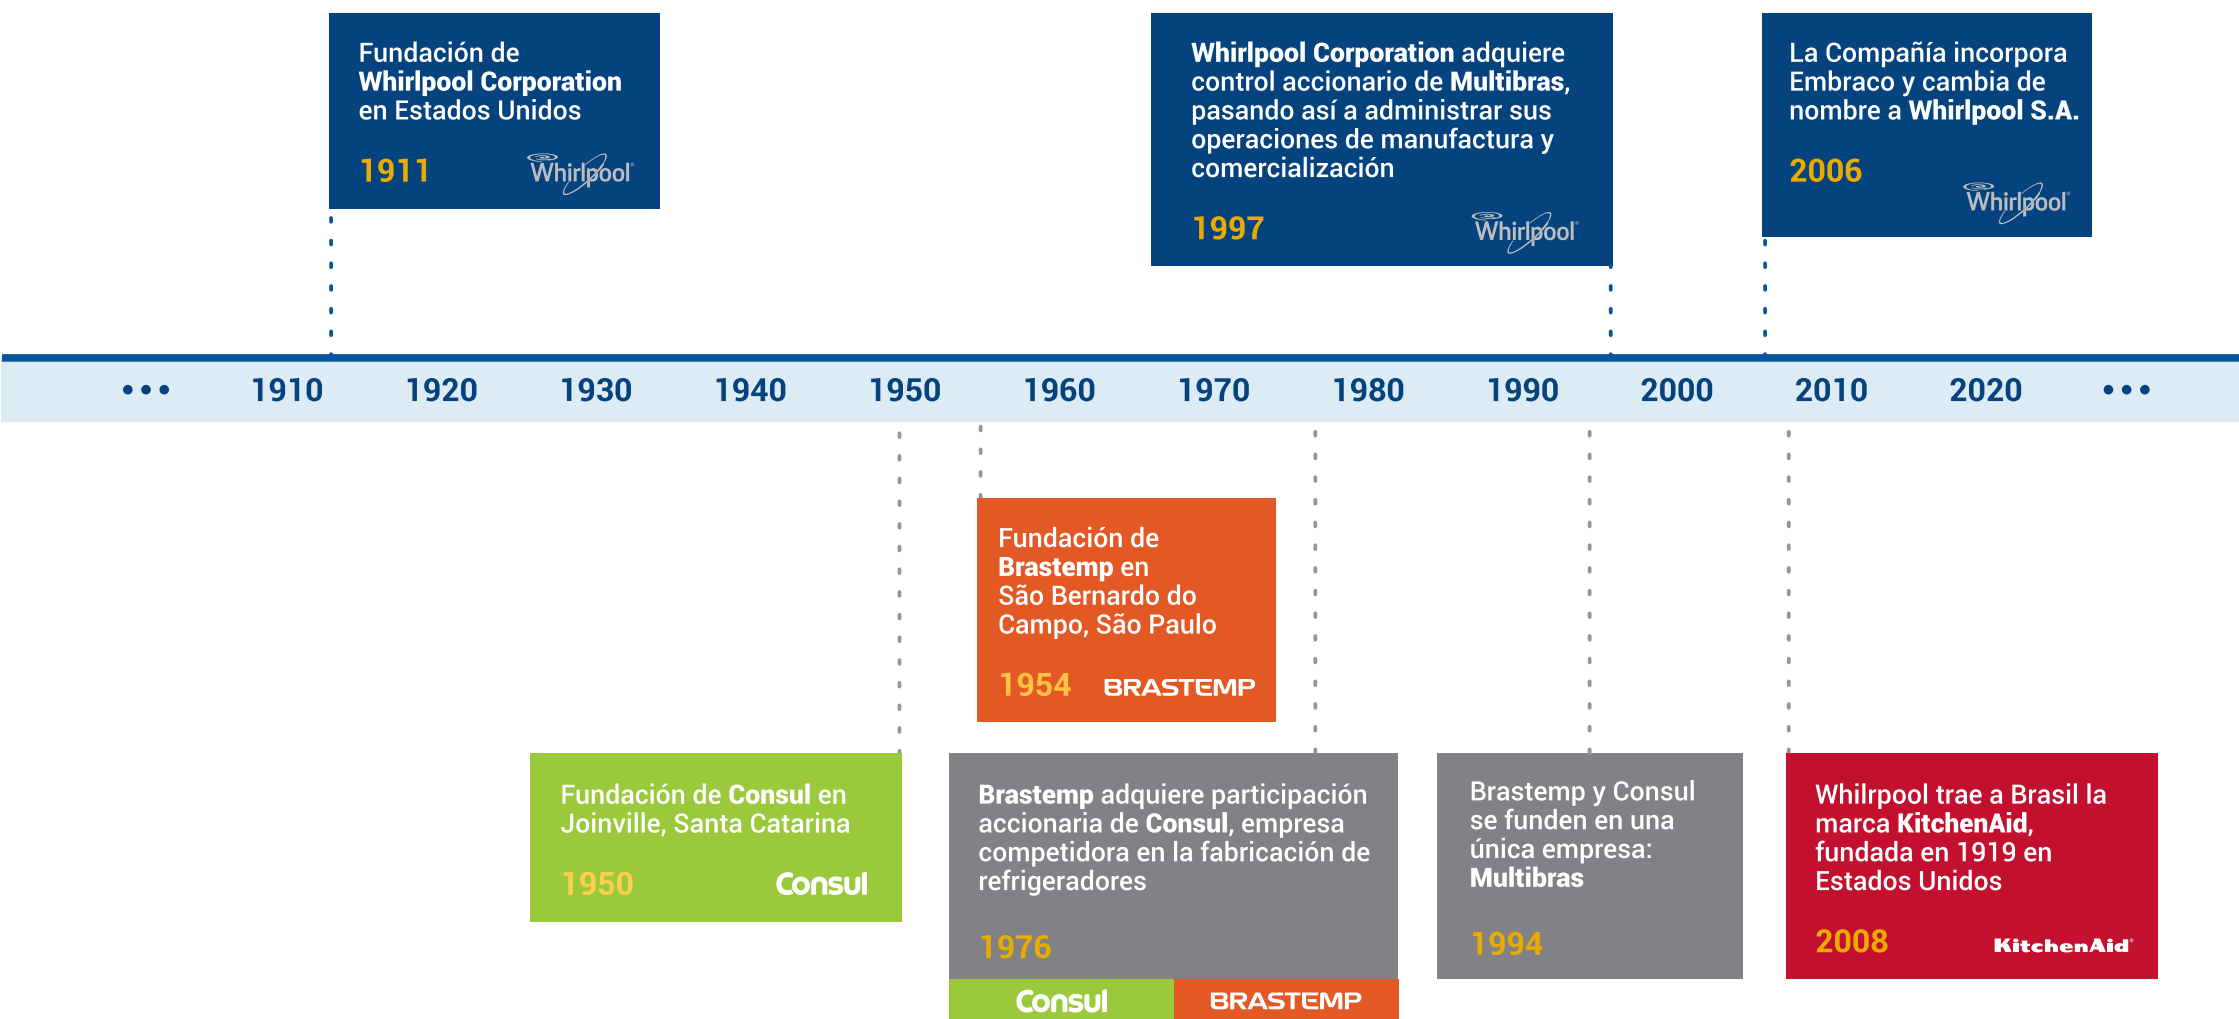 Fundación de
Whirlpool Corporation
en Estados Unidos
1911
Whirlpool
Whirlpool Corporation adquiere
control accionario de Multibras,
pasando así a administrar sus
operaciones de manufactura y
comercialización
1997
Whirlpool
La Compañía incorpora
Embraco y cambia de
nombre a Whirlpool S.A.
2006
Whirlpool
••• 1910 1920 1930 1940 1950 1960 1970 1980 1990 2000 2010 2020 •••
Fundación de
Brastemp en
São Bernardo do
Campo, São Paulo
1954 BRASTEMP
Fundación de Consul en
Joinville, Santa Catarina
1950 Consul
Brastemp adquiere participación
accionaria de Consul, empresa
competidora en la fabricación de
refrigeradores
1976
Consul BRASTEMP
Brastemp y Consul
se funden en una
única empresa:
Multibras
1994
Whilrpool trae a Brasil la
marca KitchenAid,
fundada en 1919 en
Estados Unidos
2008 KitchenAid